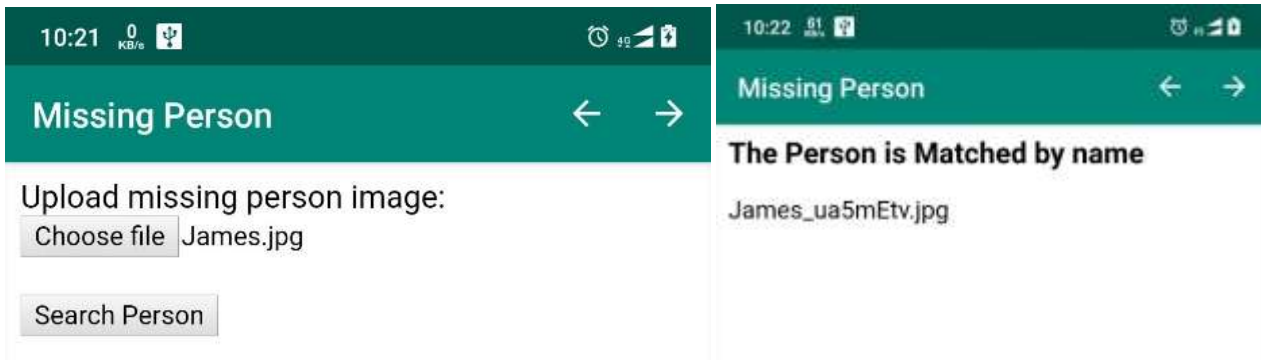 10:21 0 KB/s
Missing Person
Upload missing person image:
Choose file James.jpg
Search Person
10:22 61
Missing Person
The Person is Matched by name
James_ua5mEtv.jpg